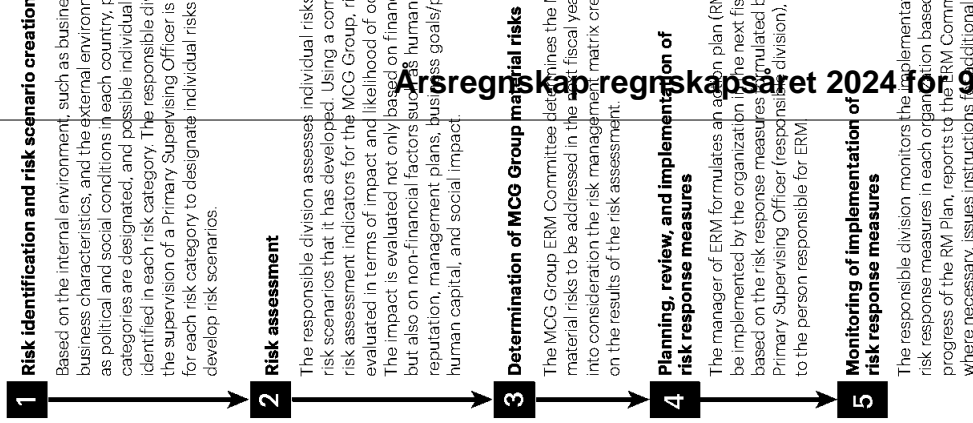 Årsregnskap regnskapsåret 2024 for 9
1
Risk identification and risk scenario creation
Based on the internal environment, such as
business characteristics, and the external
as political and social conditions in each country,
categories are designated, and possible individual
identified in each risk category. The responsible
the supervision of a Primary Supervising Officer is
for each risk category to designate individual risks
develop risk scenarios.
2
Risk assessment
The responsible division assesses individual risks
risk scenarios that it has developed. Using a
risk assessment indicators for the MCG Group,
evaluated in terms of impact and likelihood of
The impact is evaluated not only based on
but also on non-financial factors such as human
reputation, management plans, business
human capital, and social impact.
3
Determination of MCG Group material risks
The MCG Group ERM Committee determines the
material risks to be addressed in the next fiscal
into consideration the risk management matrix
on the results of the risk assessment.
4
Planning, review, and implementation of
risk response measures
The manager of ERM formulates an action plan
be implemented by the organization in the next
based on the risk response measures formulated
Primary Supervising Officer (responsible division),
to the person responsible for ERM.
5
Monitoring of implementation of
risk response measures
The responsible division monitors the
risk response measures in each organization based
progress of the RM Plan, reports to the ERM
where necessary, issues instructions for additional